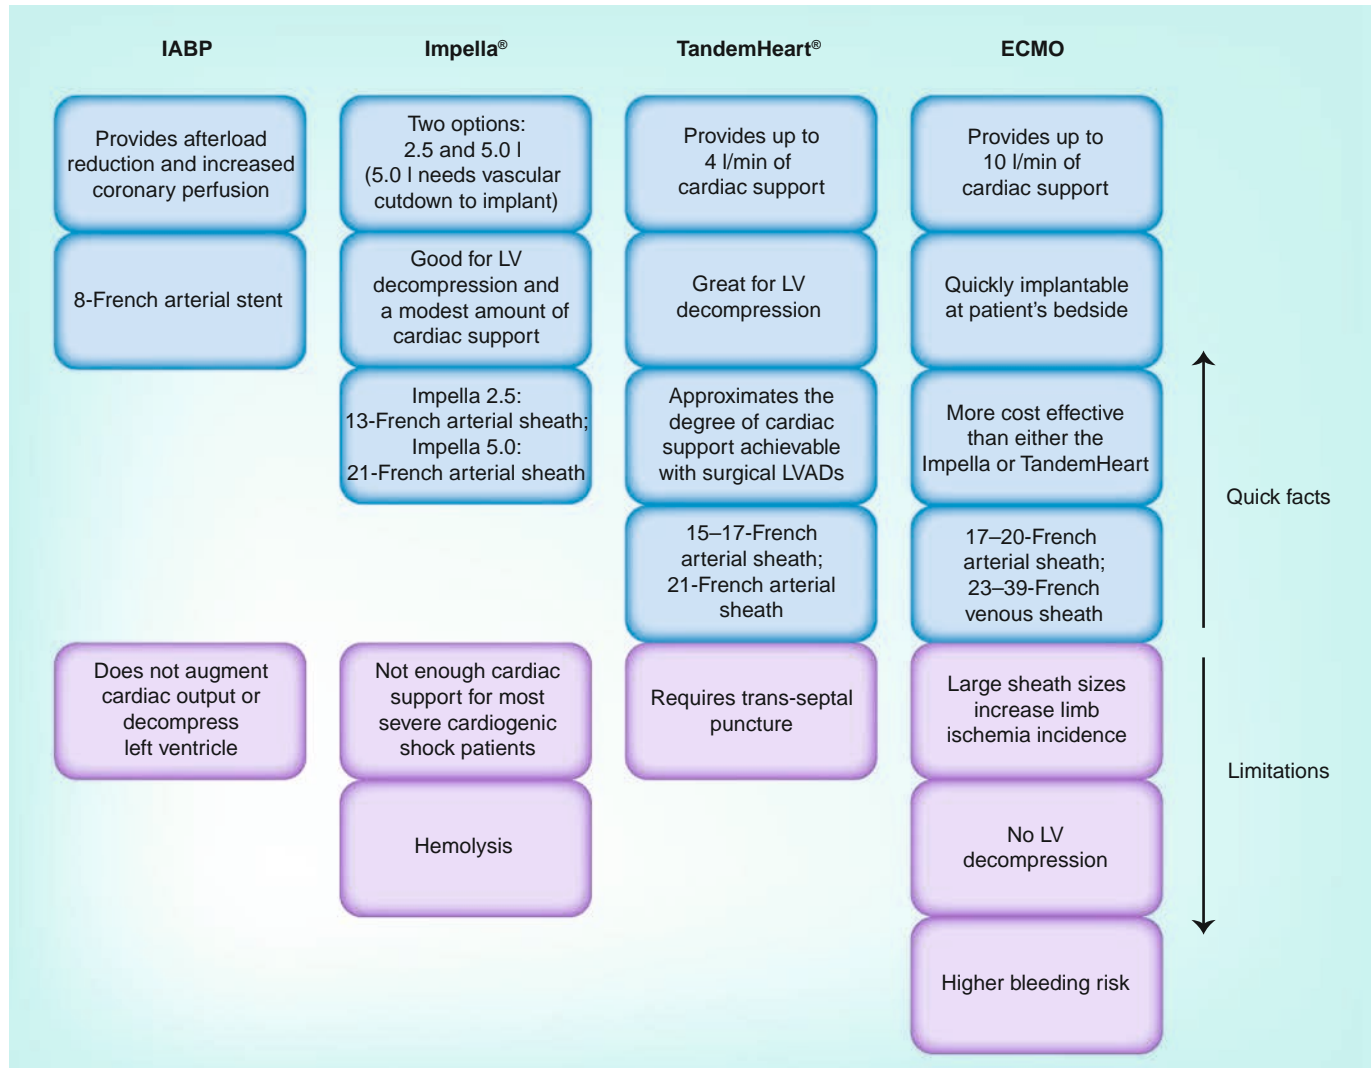 IABP
Impella®
TandemHeart®
ECMO
Provides afterload
reduction and increased
coronary perfusion
Two options:
2.5 and 5.0 l
(5.0 l needs vascular
cutdown to implant)
Provides up to
4 l/min of
cardiac support
Provides up to
10 l/min of
cardiac support
8-French arterial stent
Good for LV
decompression and
a modest amount of
cardiac support
Great for LV
decompression
Quickly implantable
at patient's bedside
Impella 2.5:
13-French arterial sheath;
Impella 5.0:
21-French arterial sheath
Approximates the
degree of cardiac
support achievable
with surgical LVADs
More cost effective
than either the
Impella or TandemHeart
Quick facts
15–17-French
arterial sheath;
21-French arterial
sheath
17–20-French
arterial sheath;
23–39-French
venous sheath
Does not augment
cardiac output or
decompress
left ventricle
Not enough cardiac
support for most
severe cardiogenic
shock patients
Requires trans-septal
puncture
Large sheath sizes
increase limb
ischemia incidence
Limitations
Hemolysis
No LV
decompression
Higher bleeding risk